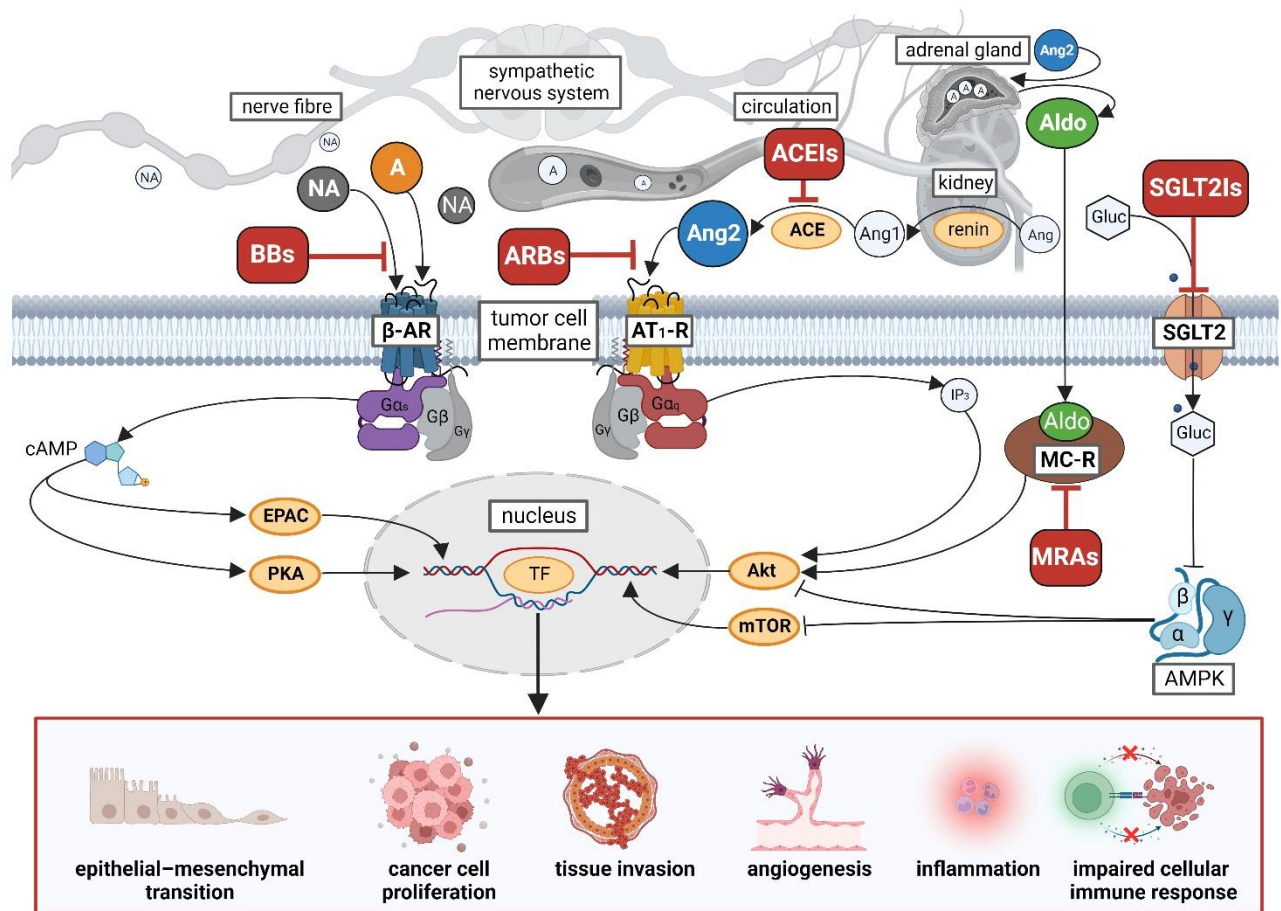 adrenal gland
Ang2
sympathetic
nervous system
nerve fibre
circulation
A A A
Aldo
NA
ACEIs
A
NA
A
A
NA
NA
kidney
SGLT2Is
Gluc
BBs
ARBs
Ang2
ACE
Ang1
renin
Ang
β-AR
tumor cell
membrane
AT₁-R
SGLT2
Gαs
Gβ
Gγ
Gγ
Gβ
Gαq
IP₃
Aldo
MC-R
Gluc
cAMP
EPAC
nucleus
MRAs
PKA
TF
Akt
mTOR
β
α
γ
AMPK
epithelial–mesenchymal
transition
cancer cell
proliferation
tissue invasion
angiogenesis
inflammation
impaired cellular
immune response